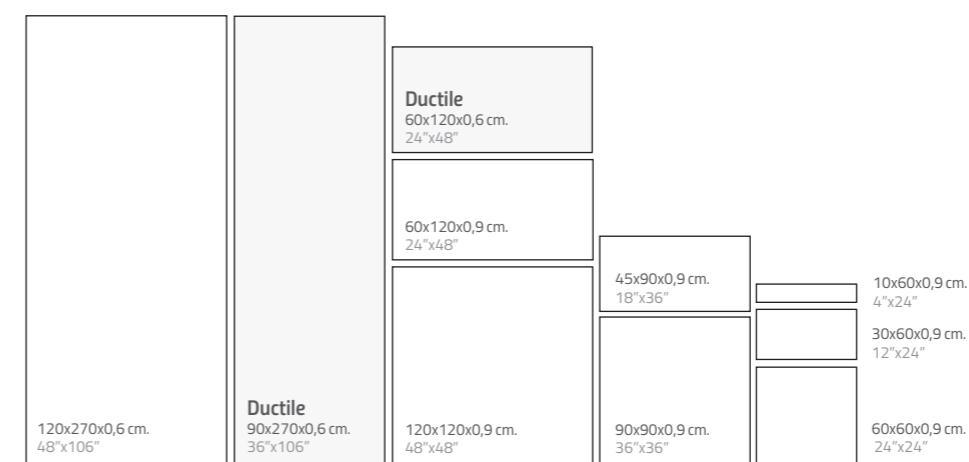 120x270x0,6 cm.
48”x106”
Ductile
90x270x0,6 cm.
36”x106”
Ductile
60x120x0,6 cm.
24”x48”
60x120x0,9 cm.
24”x48”
120x120x0,9 cm.
48”x48”
45x90x0,9 cm.
18”x36”
90x90x0,9 cm.
36”x36”
10x60x0,9 cm.
4”x24”
30x60x0,9 cm.
12”x24”
60x60x0,9 cm.
24”x24”